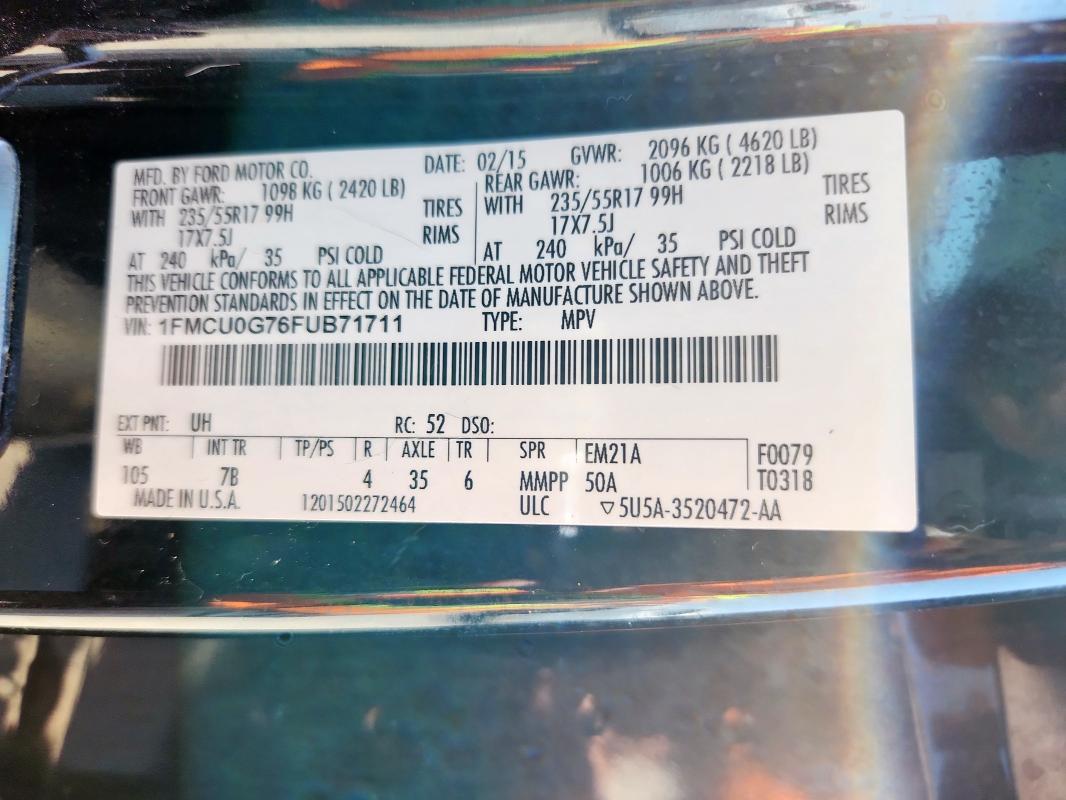 MFD. BY FORD MOTOR CO. DATE: 02/15 GVWR: 2096 KG ( 4620 LB)
FRONT GAWR: 1098 KG ( 2420 LB) REAR GAWR: 1006 KG ( 2218 LB)
WITH 235/55R17 99H TIRES WITH 235/55R17 99H TIRES
17X7.5J RIMS 17X7.5J RIMS
AT 240 kPa/ 35 PSI COLD AT 240 kPa/ 35 PSI COLD
THIS VEHICLE CONFORMS TO ALL APPLICABLE FEDERAL MOTOR VEHICLE SAFETY AND THEFT
PREVENTION STANDARDS IN EFFECT ON THE DATE OF MANUFACTURE SHOWN ABOVE.
VIN: 1FMCU0G76FUB71711 TYPE: MPV
EXT PNT: UH RC: 52 DSO:
WB INT TR TP/PS R AXLE TR SPR EM21A F0079
105 7B 4 35 6 MMPP 50A T0318
MADE IN U.S.A. 1201502272464 ULC ▽5U5A-3520472-AA